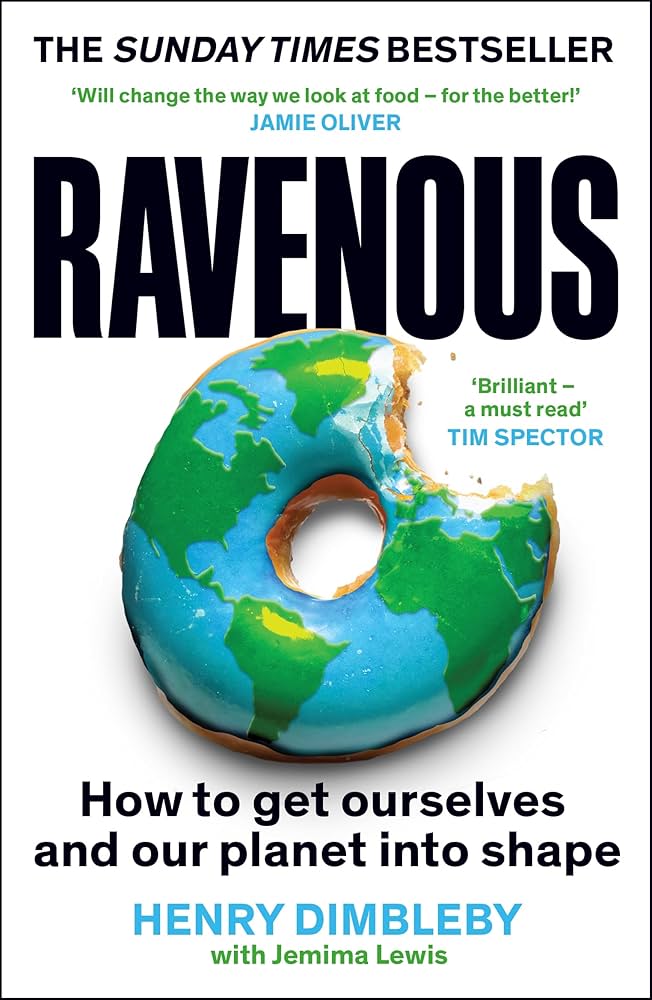 THE SUNDAY TIMES BESTSELLER
‘Will change the way we look at food – for the better!’
JAMIE OLIVER
RAVENOUS
‘Brilliant –
a must read’
TIM SPECTOR
How to get ourselves
and our planet into shape
HENRY DIMBLEBY
with Jemima Lewis